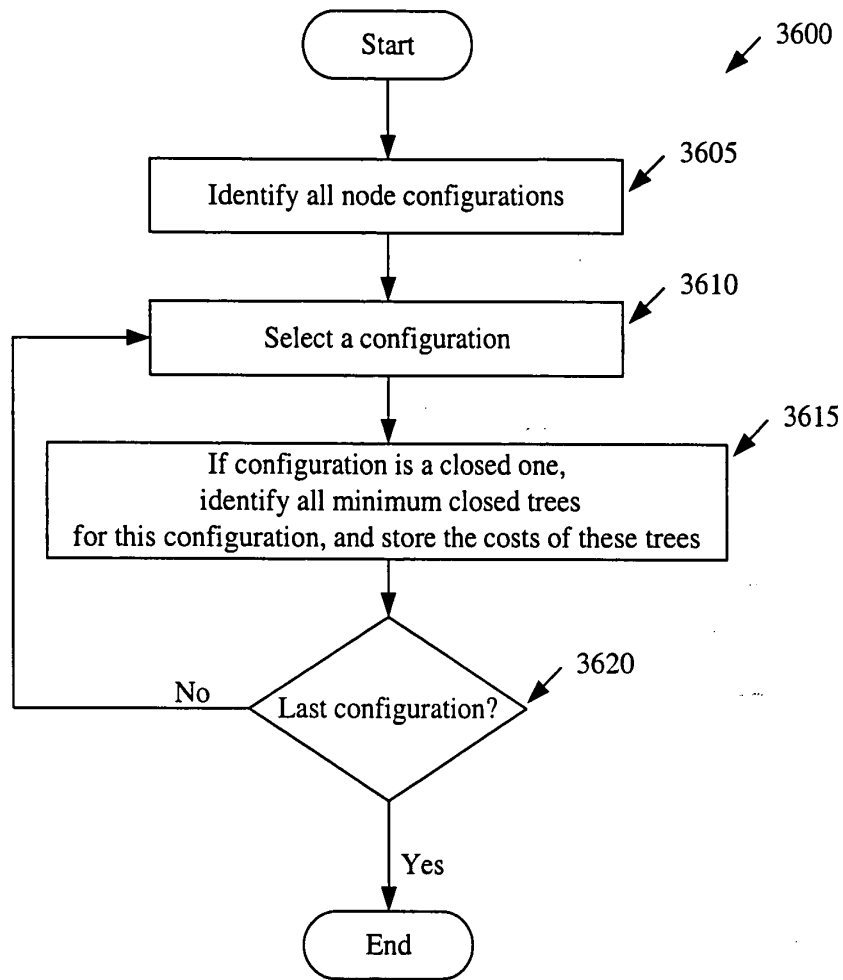 Start
3600
3605
Identify all node configurations
3610
Select a configuration
3615
If configuration is a closed one,
identify all minimum closed trees
for this configuration, and store the costs of these trees
3620
No
Last configuration?
Yes
End